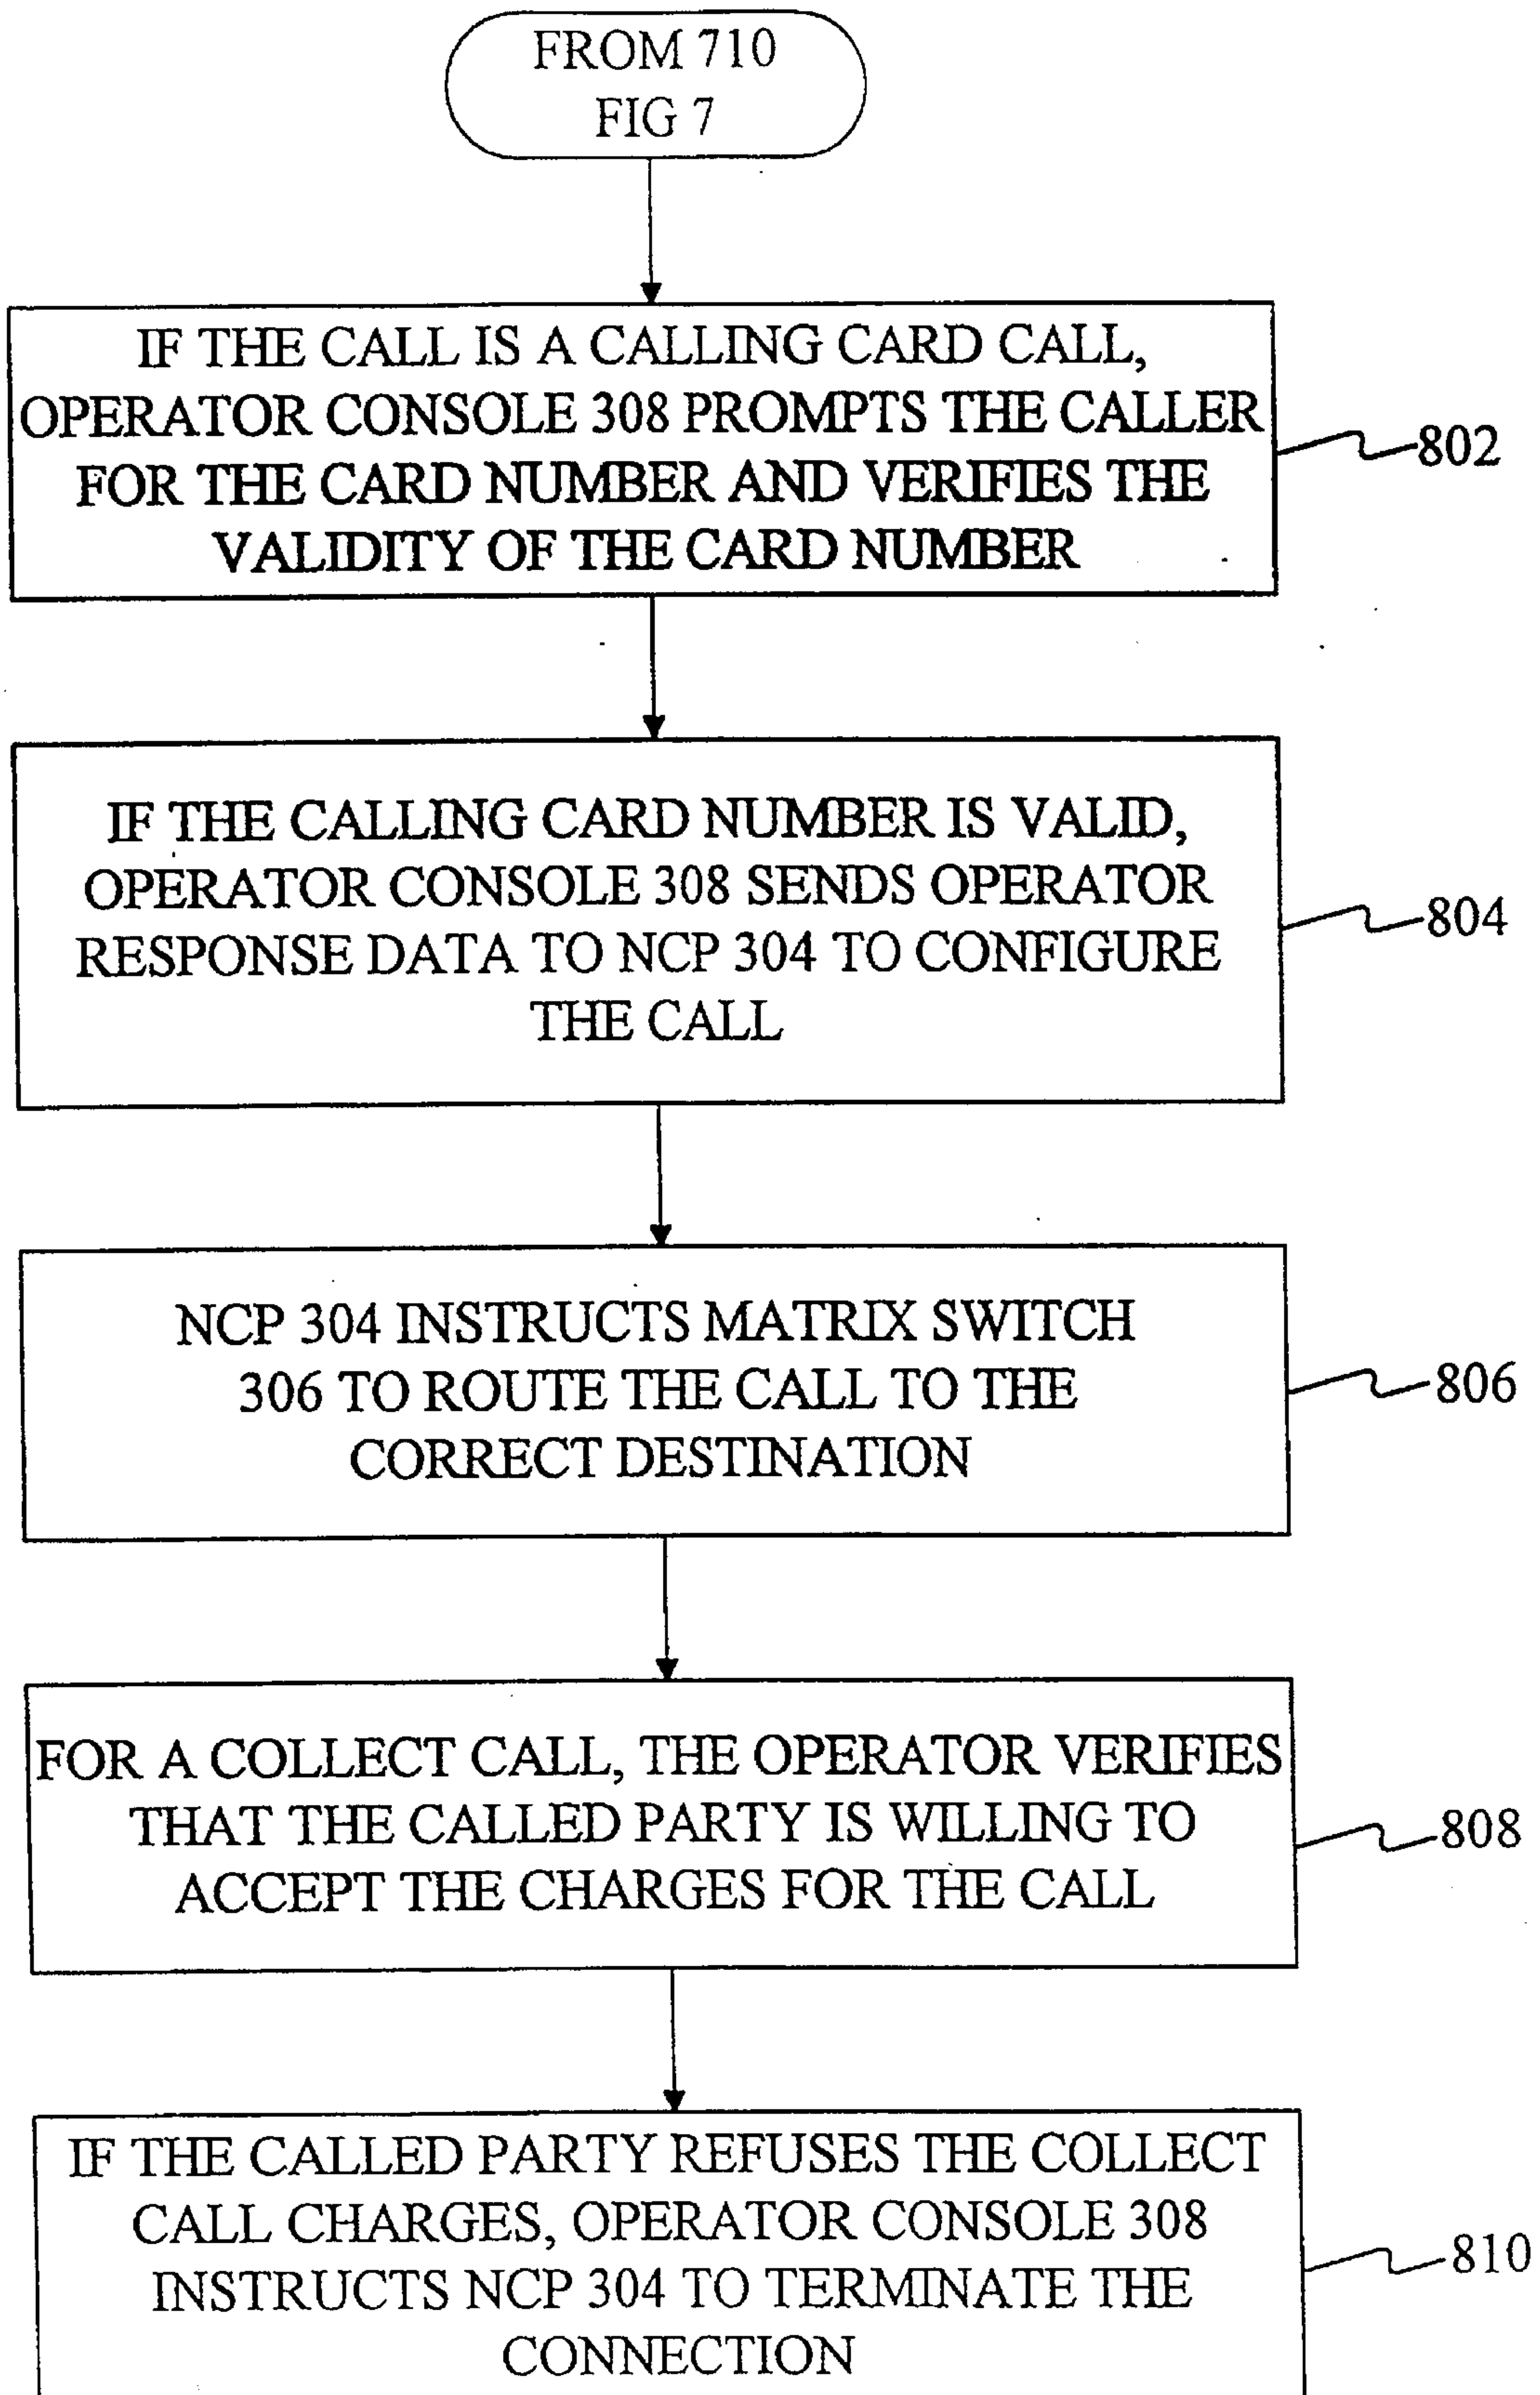 FROM 710
FIG 7
IF THE CALL IS A CALLING CARD CALL,
OPERATOR CONSOLE 308 PROMPTS THE CALLER
FOR THE CARD NUMBER AND VERIFIES THE
VALIDITY OF THE CARD NUMBER
802
IF THE CALLING CARD NUMBER IS VALID,
OPERATOR CONSOLE 308 SENDS OPERATOR
RESPONSE DATA TO NCP 304 TO CONFIGURE
THE CALL
804
NCP 304 INSTRUCTS MATRIX SWITCH
306 TO ROUTE THE CALL TO THE
CORRECT DESTINATION
806
FOR A COLLECT CALL, THE OPERATOR VERIFIES
THAT THE CALLED PARTY IS WILLING TO
ACCEPT THE CHARGES FOR THE CALL
808
IF THE CALLED PARTY REFUSES THE COLLECT
CALL CHARGES, OPERATOR CONSOLE 308
INSTRUCTS NCP 304 TO TERMINATE THE
CONNECTION
810